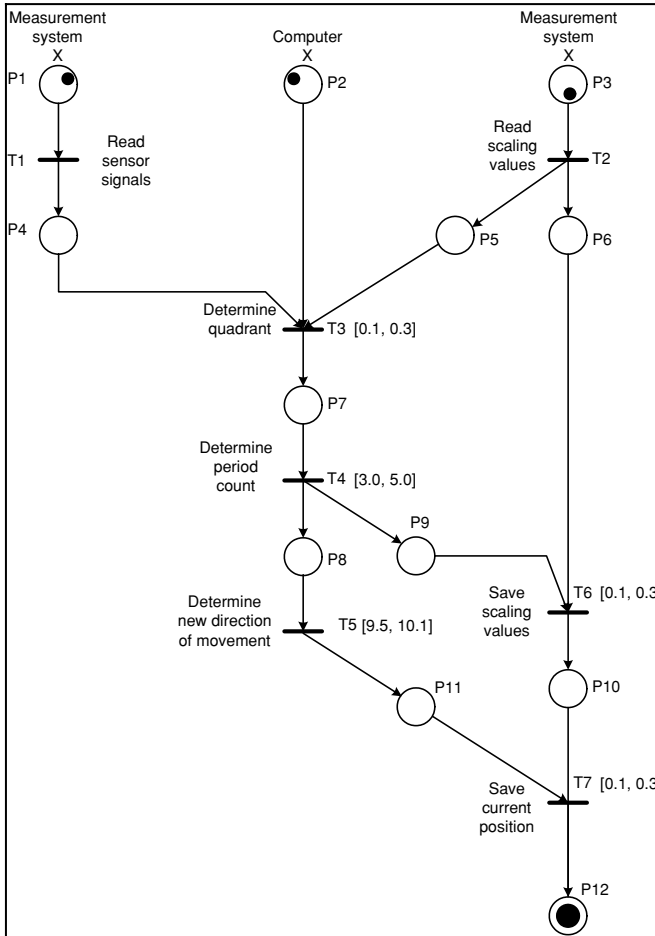 Measurement
system
X
Computer
X
Measurement
system
X
P1
P2
P3
T1
Read
sensor
signals
Read
scaling
values
T2
P4
P5
P6
Determine
quadrant
T3 [0.1, 0.3]
P7
Determine
period
count
T4 [3.0, 5.0]
P9
P8
T6 [0.1, 0.3
Save
scaling
values
Determine
new direction
of movement
T5 [9.5, 10.1]
P11
P10
T7 [0.1, 0.3
Save
current
position
P12